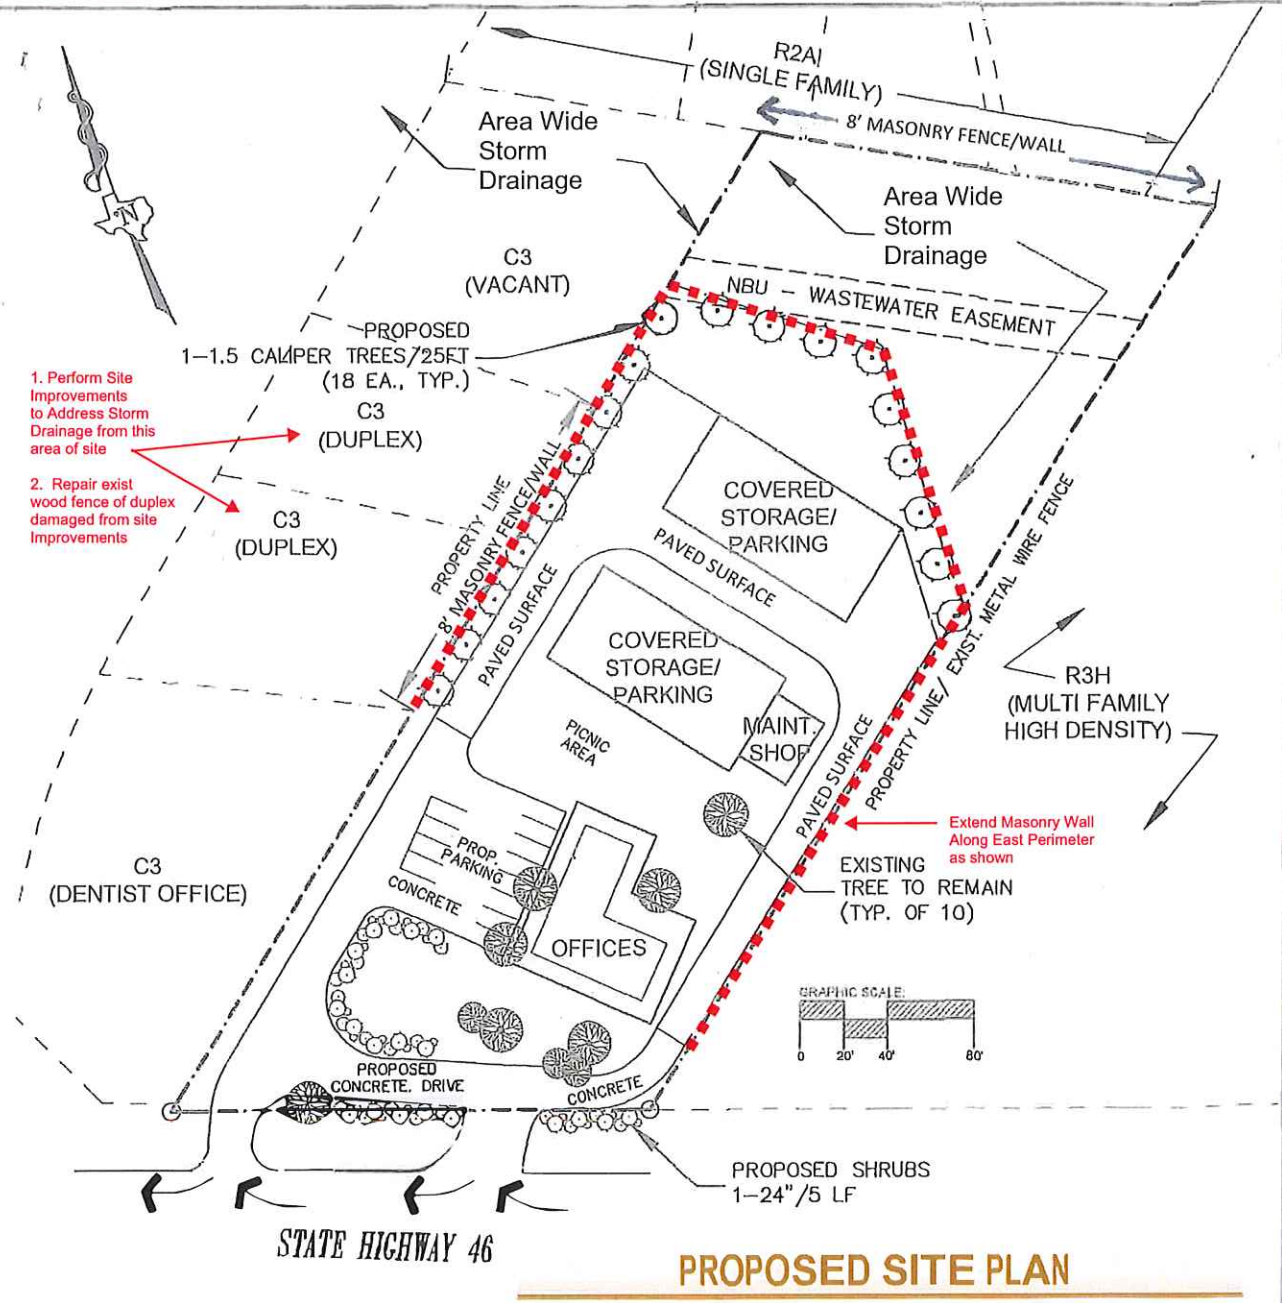 R2A
(SINGLE FAMILY)
8' MASONRY FENCE/WALL
Area Wide
Storm
Drainage
Area Wide
Storm
Drainage
N
C3
(VACANT)
NBU - WASTEWATER EASEMENT
PROPOSED
1-1.5 CALIPER TREES/25FT
(18 EA., TYP.)
1. Perform Site
Improvements
to Address Storm
Drainage from this
area of site
2. Repair exist
wood fence of duplex
damaged from site
Improvements
C3
(DUPLEX)
C3
(DUPLEX)
PROPERTY LINE
8' MASONRY FENCE/WALL
PAVED SURFACE
COVERED
STORAGE/
PARKING
PAVED SURFACE
COVERED
STORAGE/
PARKING
MAINT.
SHOP
PICNIC
AREA
PAVED SURFACE
PROPERTY LINE/ EXIST. METAL WIRE FENCE
R3H
(MULTI FAMILY
HIGH DENSITY)
Extend Masonry Wall
Along East Perimeter
as shown
EXISTING
TREE TO REMAIN
(TYP. OF 10)
C3
(DENTIST OFFICE)
PROP.
PARKING
CONCRETE
OFFICES
GRAPHIC SCALE:
0 20' 40' 80'
PROPOSED
CONCRETE. DRIVE
CONCRETE
PROPOSED SHRUBS
1-24"/5 LF
STATE HIGHWAY 46
PROPOSED SITE PLAN